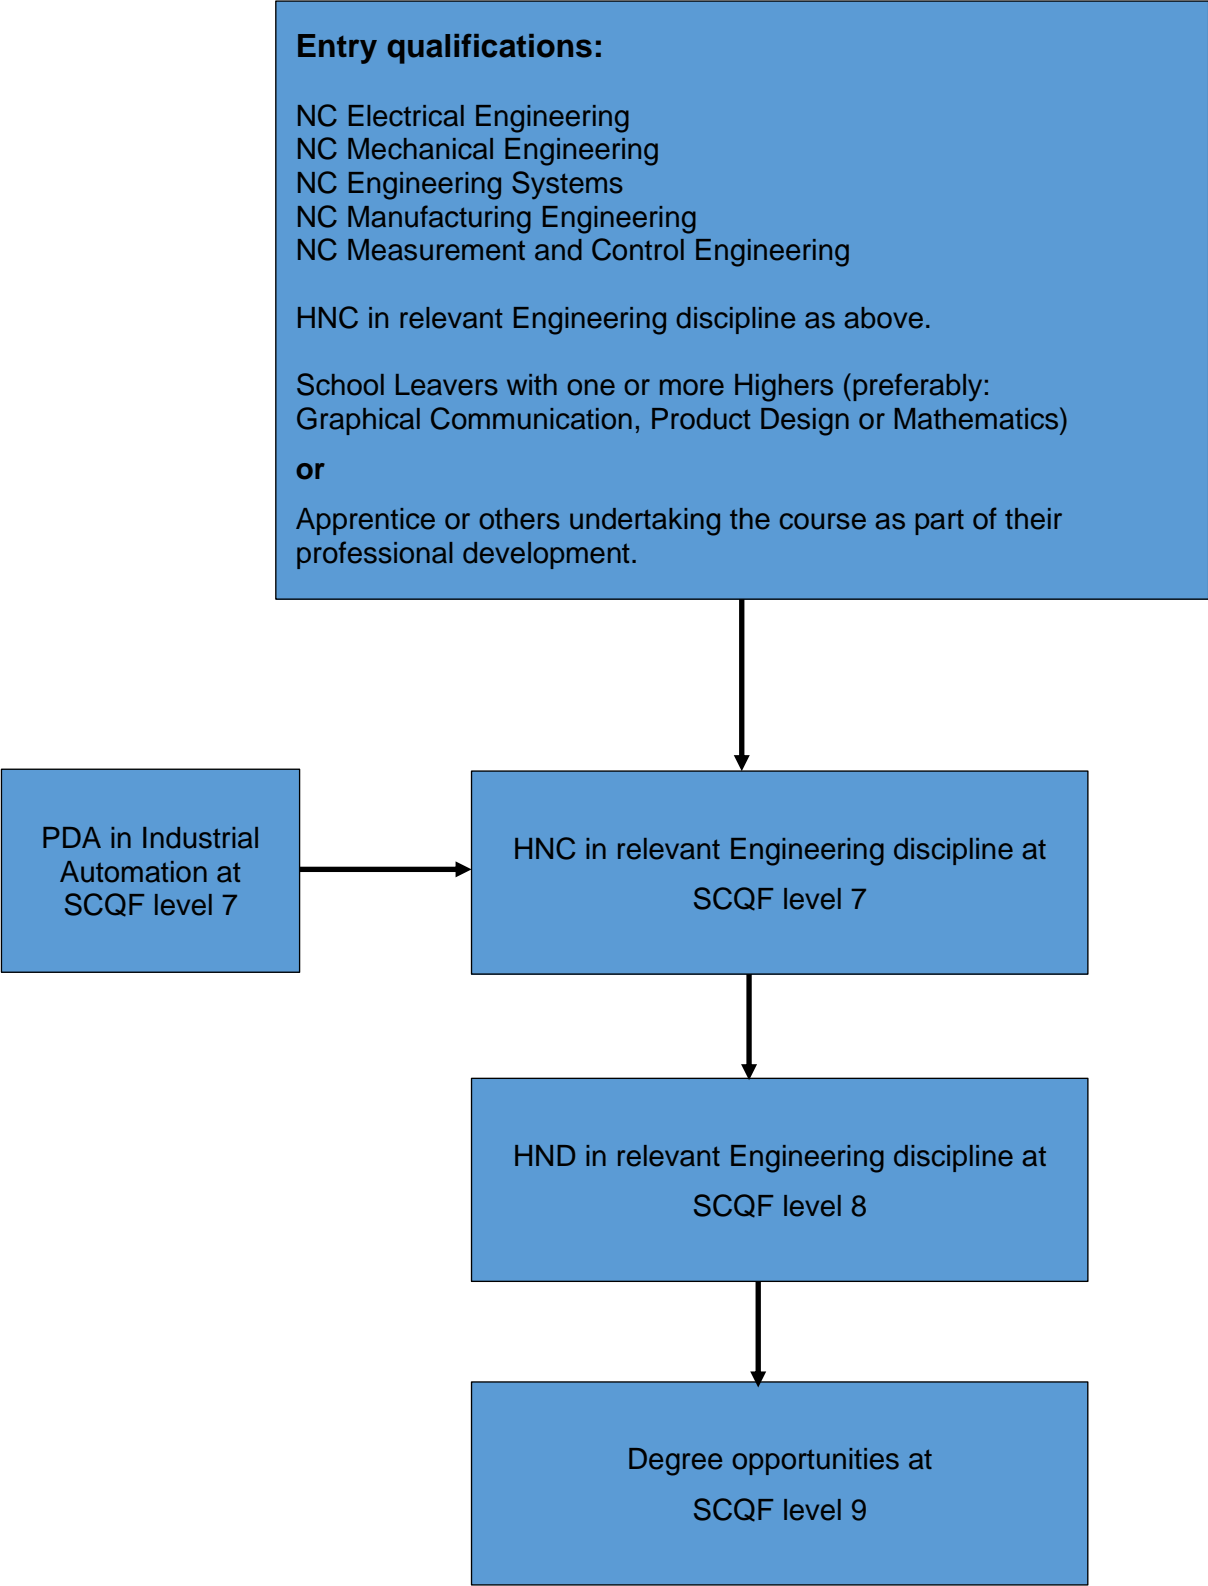 Entry qualifications:
NC Electrical Engineering
NC Mechanical Engineering
NC Engineering Systems
NC Manufacturing Engineering
NC Measurement and Control Engineering
HNC in relevant Engineering discipline as above.
School Leavers with one or more Highers (preferably:
Graphical Communication, Product Design or Mathematics)
or
Apprentice or others undertaking the course as part of their
professional development.
PDA in Industrial
Automation at
SCQF level 7
HNC in relevant Engineering discipline at
SCQF level 7
HND in relevant Engineering discipline at
SCQF level 8
Degree opportunities at
SCQF level 9